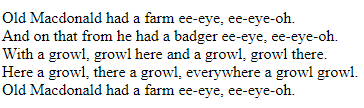 Old Macdonald had a farm ee-eye, ee-eye-oh.
And on that from he had a badger ee-eye, ee-eye-oh.
With a growl, growl here and a growl, growl there.
Here a growl, there a growl, everywhere a growl growl.
Old Macdonald had a farm ee-eye, ee-eye-oh.